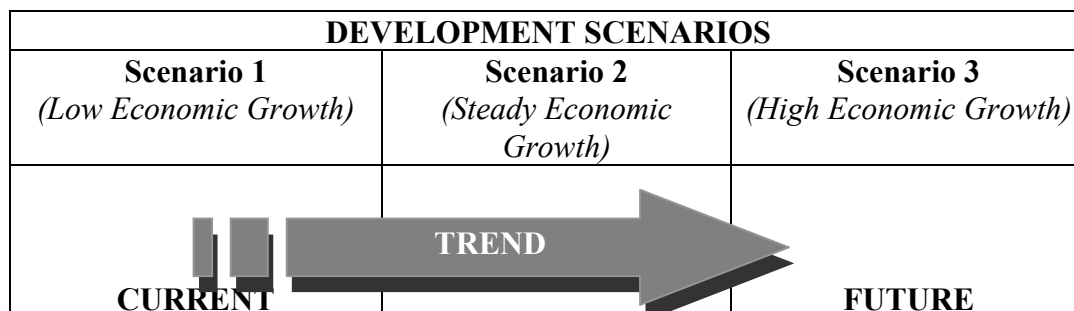 DEVELOPMENT SCENARIOS
Scenario 1
(Low Economic Growth)
Scenario 2
(Steady Economic
Growth)
Scenario 3
(High Economic Growth)
TREND
CURRENT
FUTURE